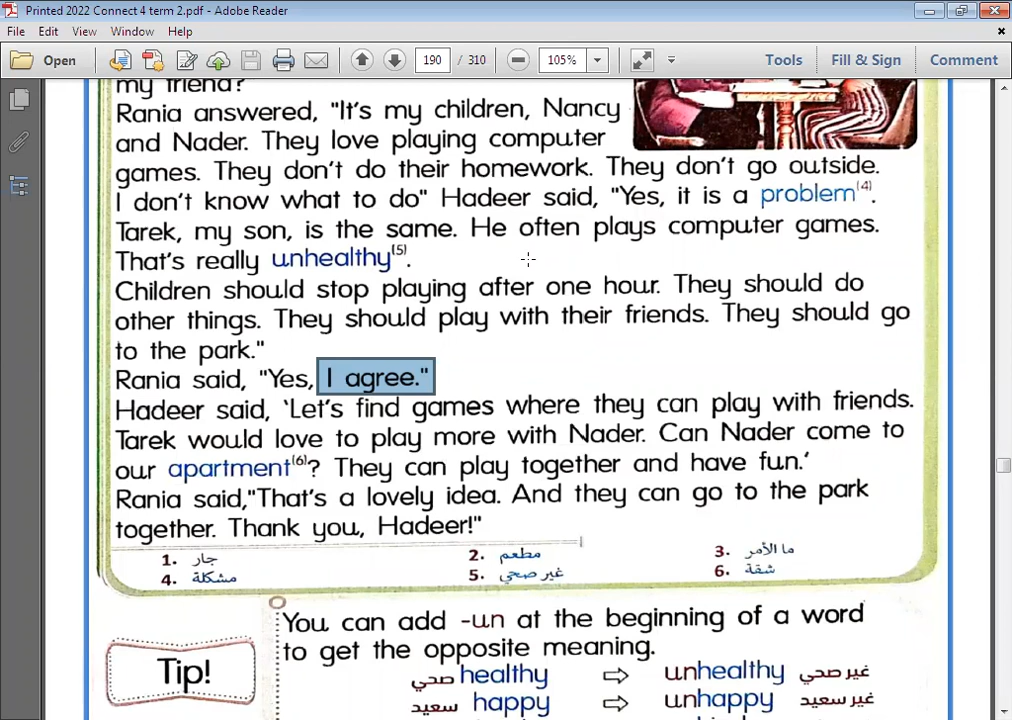 Printed 2022 Connect 4 term 2.pdf - Adobe Reader
File Edit View Window Help
Open 190 / 310 105% Tools Fill & Sign Comment
my friend?
Rania answered, "It's my children, Nancy
and Nader. They love playing computer
games. They don't do their homework. They don't go outside.
I don't know what to do" Hadeer said, "Yes, it is a problem(4).
Tarek, my son, is the same. He often plays computer games.
That's really unhealthy(5).
Children should stop playing after one hour. They should do
other things. They should play with their friends. They should go
to the park."
Rania said, "Yes, I agree."
Hadeer said, 'Let's find games where they can play with friends.
Tarek would love to play more with Nader. Can Nader come to
our apartment(6)? They can play together and have fun.'
Rania said,"That's a lovely idea. And they can go to the park
together. Thank you, Hadeer!"
1. جار 2. مطعم 3. ما الأمر
4. مشكلة 5. غير صحي 6. شقة
You can add -un at the beginning of a word
to get the opposite meaning.
Tip!
صحي healthy ⇨ unhealthy غير صحي
سعيد happy ⇨ unhappy غير سعيد